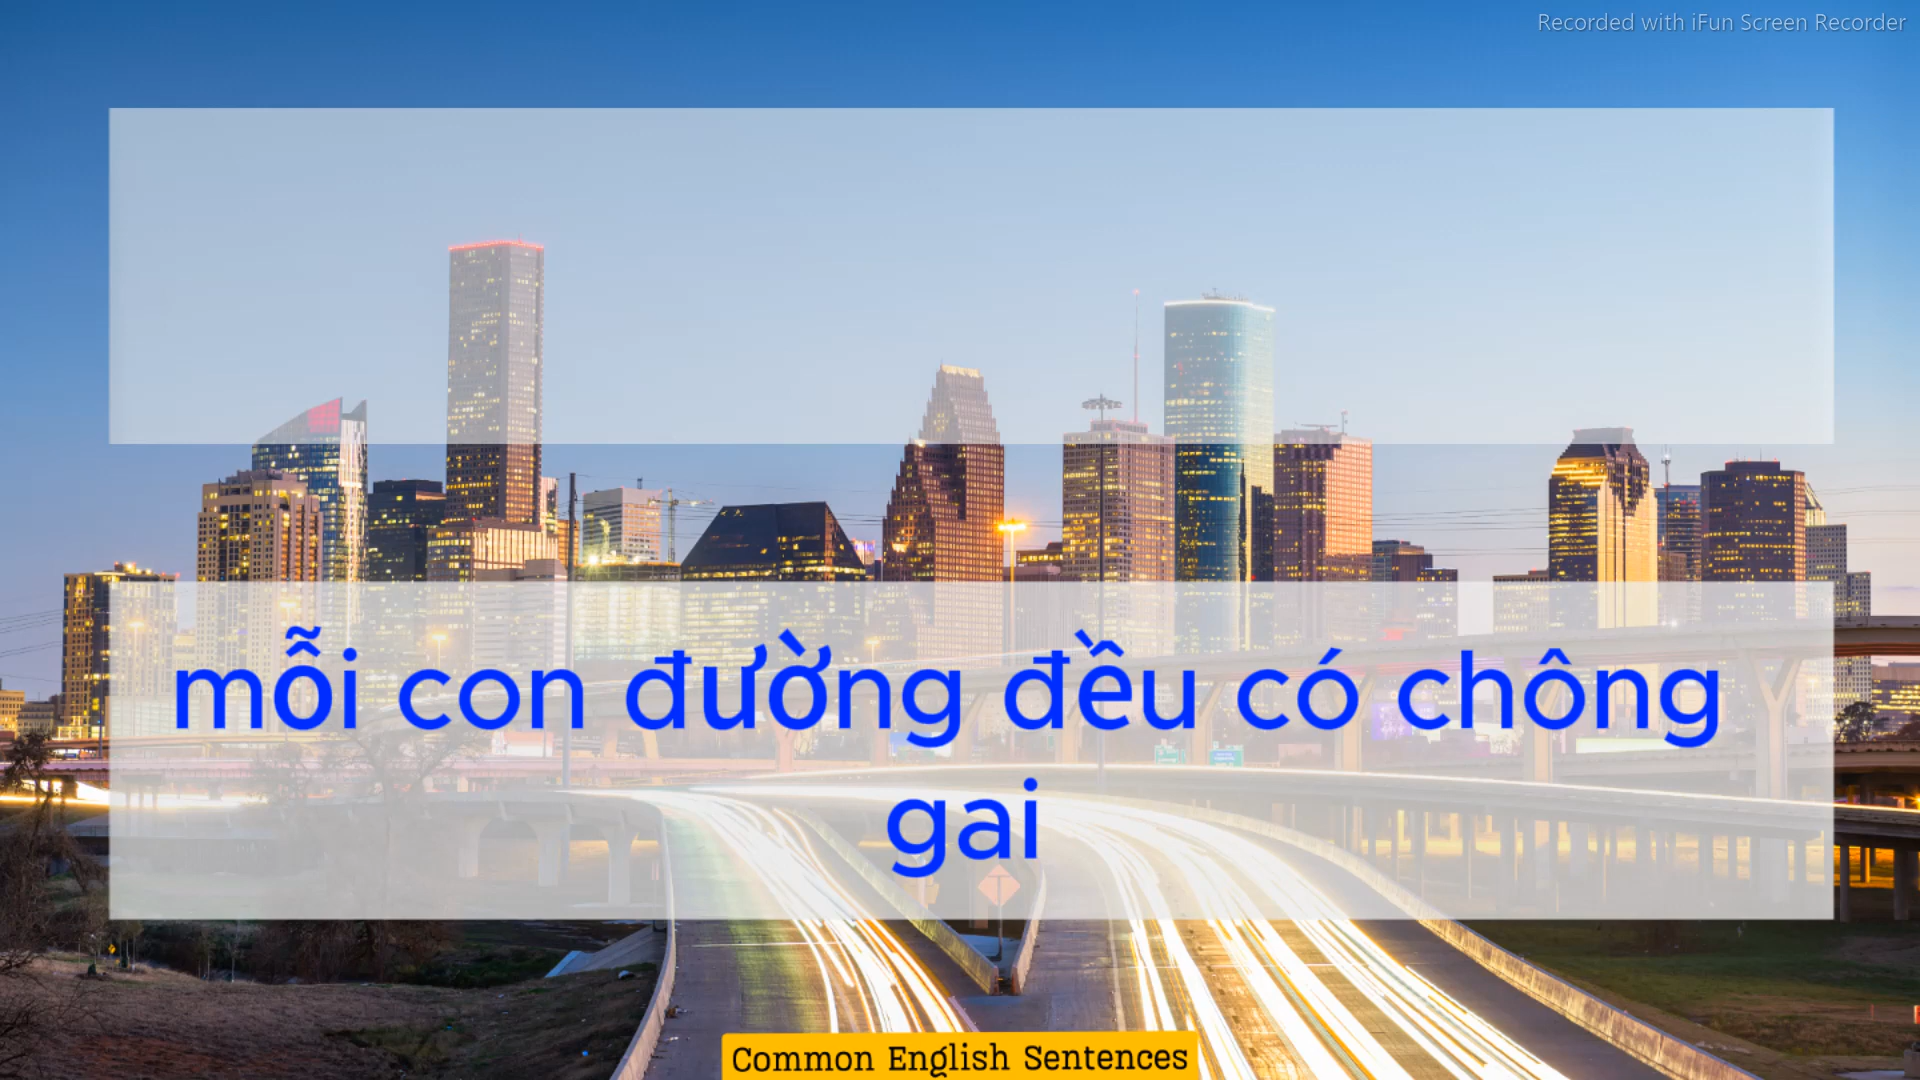 Recorded with iFun Screen Recorder
mỗi con đường đều có chông
gai
Common English Sentences